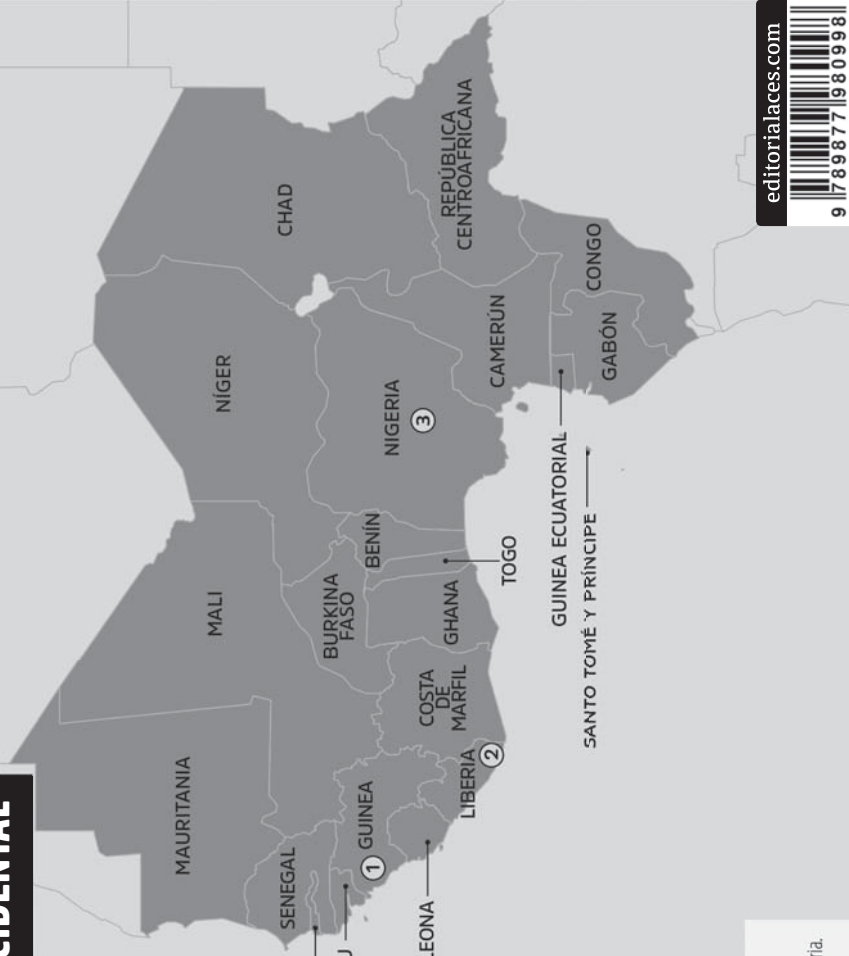 CIDENTAL
MAURITANIA
MALI
NÍGER
CHAD
SENEGAL
BURKINA
FASO
U
GUINEA
1
BENÍN
NIGERIA
3
LEONA
COSTA
DE
MARFIL
GHANA
REPÚBLICA
CENTROAFRICANA
LIBERIA
2
CAMERÚN
TOGO
GUINEA ECUATORIAL
SANTO TOMÉ Y PRÍNCIPE
CONGO
GABÓN
editorialaces.com
9 789877 980998
ria.